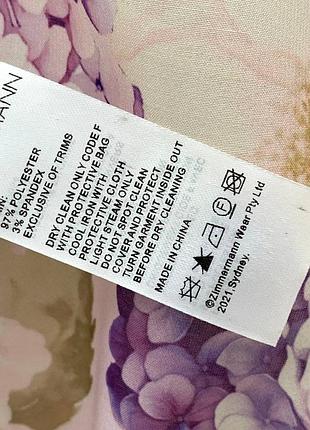 MANN
IN:
97% POLYESTER
3% SPANDEX
EXCLUSIVE OF TRIMS
DRY CLEAN ONLY CODE F
WITH PROTECTIVE BAG
COOL IRON WITH
PROTECTIVE CLOTH
LIGHT STEAM ONLY
DO NOT SPOT CLEAN
COVER AND PROTECT
TURN GARMENT INSIDE OUT
BEFORE DRY CLEANING
MADE IN CHINA
©Zimmermann Wear Pty Ltd
2021. Sydney.